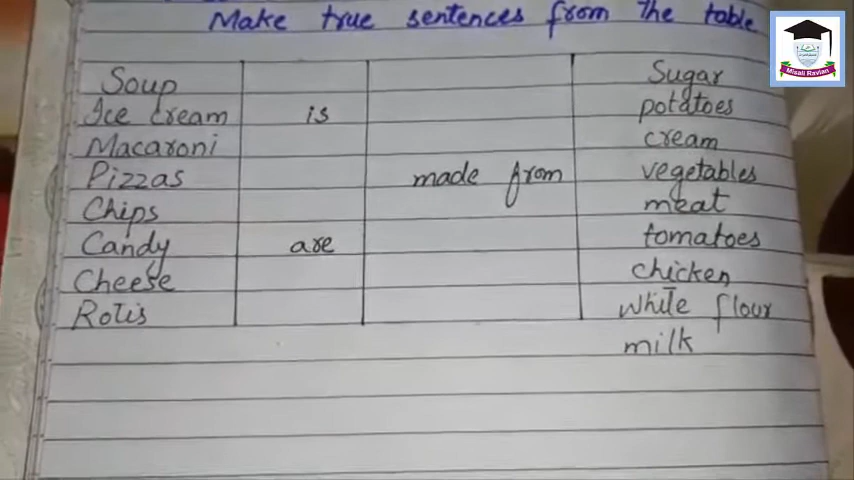 Make true sentences from the table
Misali Ravian
Soup Sugar
Ice cream is potatoes
Macaroni cream
Pizzas made from vegetables
Chips meat
Candy are tomatoes
Cheese chicken
Rotis white flour
milk